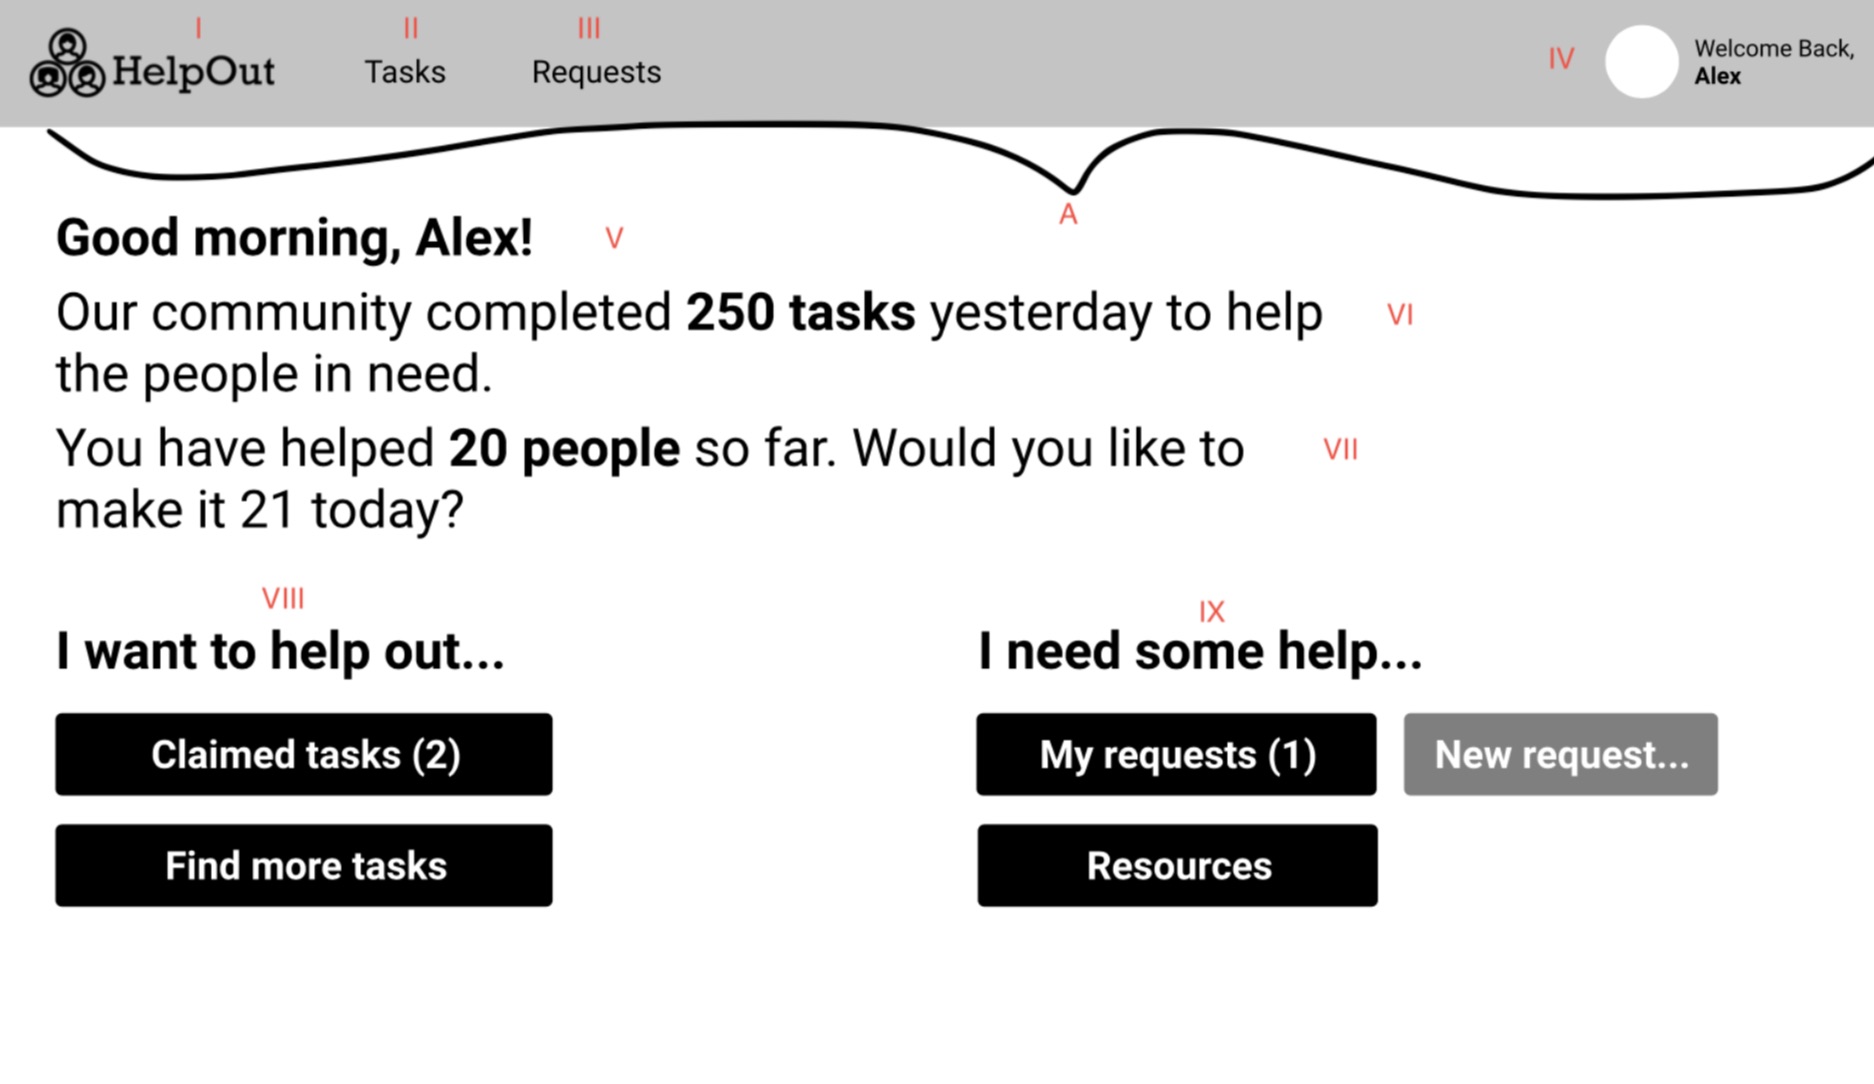 I
II
III
HelpOut
Tasks
Requests
IV
Welcome Back,
Alex
A
Good morning, Alex!
V
Our community completed 250 tasks yesterday to help
VI
the people in need.
You have helped 20 people so far. Would you like to
VII
make it 21 today?
VIII
I want to help out...
Claimed tasks (2)
Find more tasks
IX
I need some help...
My requests (1)
New request...
Resources